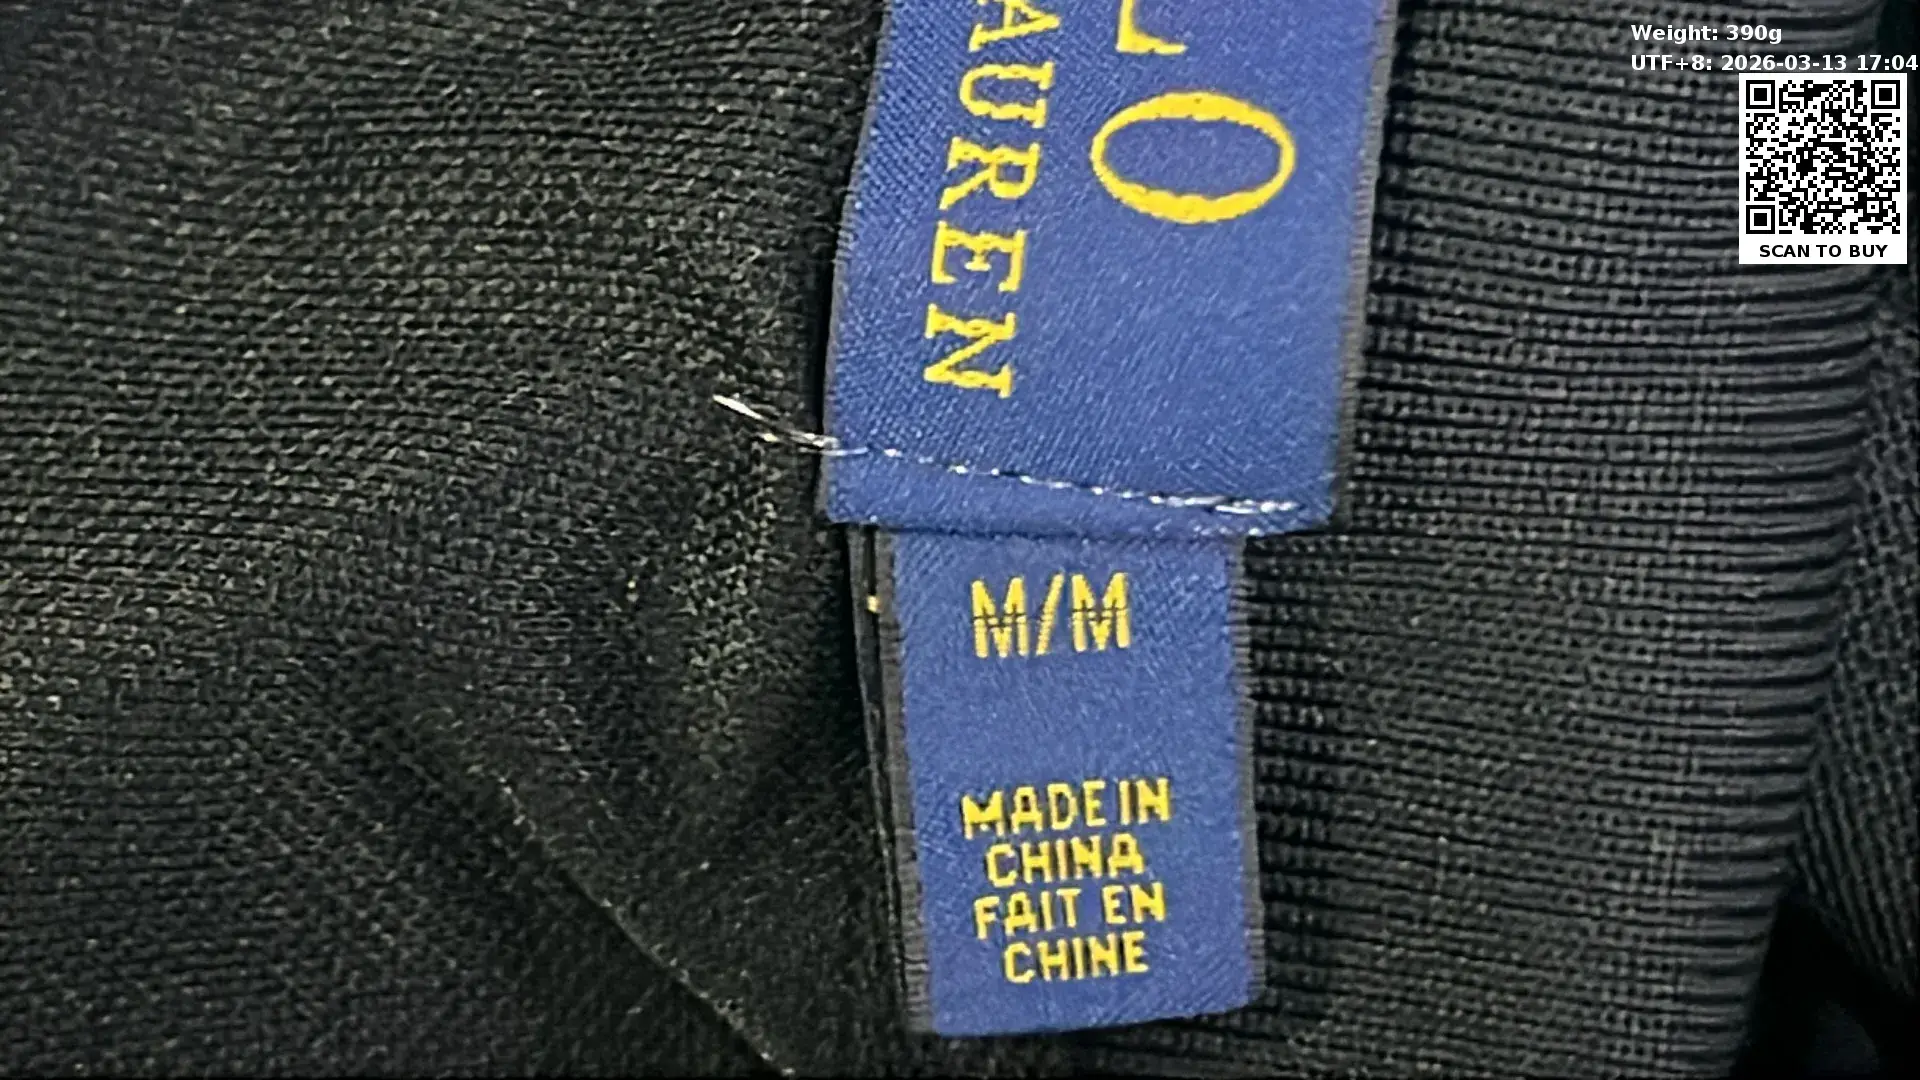 Weight: 390g
UTF+8: 2026-03-13 17:04
SCAN TO BUY
LO
AUREN
M/M
MADE IN
CHINA
FAIT EN
CHINE